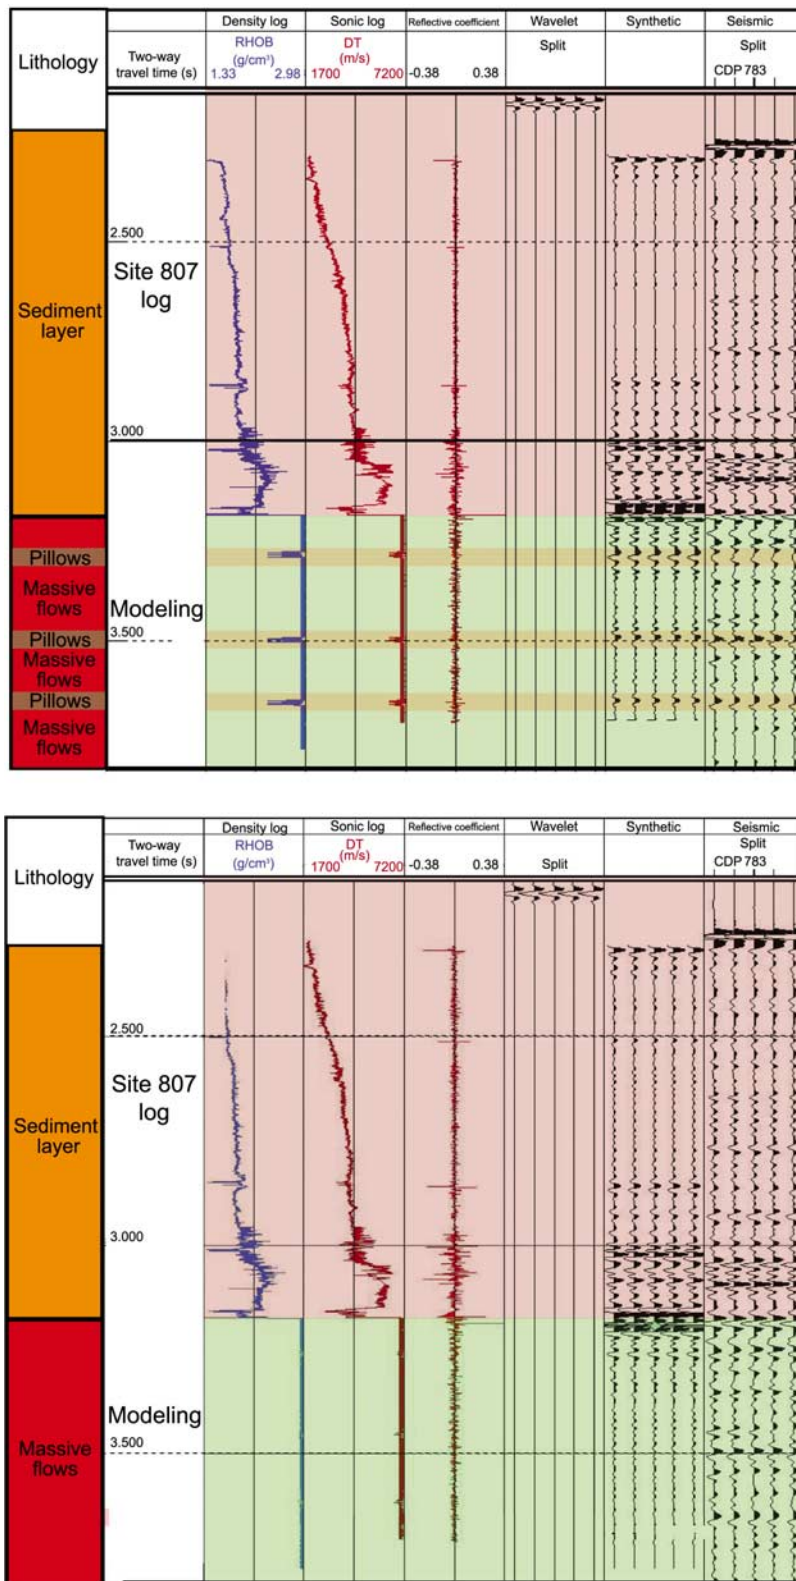 Lithology
Two-way
travel time (s)
Density log
RHOB
(g/cm³)
1.33 2.98
Sonic log
DT
(m/s)
1700 7200
Reflective coefficient
-0.38 0.38
Wavelet
Split
Synthetic
Seismic
Split
CDP 783
2.500
Site 807
log
Sediment
layer
3.000
Pillows
Massive
flows
Modeling
3.500
Pillows
Massive
flows
Pillows
Massive
flows
Lithology
Two-way
travel time (s)
Density log
RHOB
(g/cm³)
Sonic log
DT
(m/s)
1700 7200
Reflective coefficient
-0.38 0.38
Wavelet
Split
Synthetic
Seismic
Split
CDP 783
2.500
Site 807
log
Sediment
layer
3.000
Modeling
3.500
Massive
flows